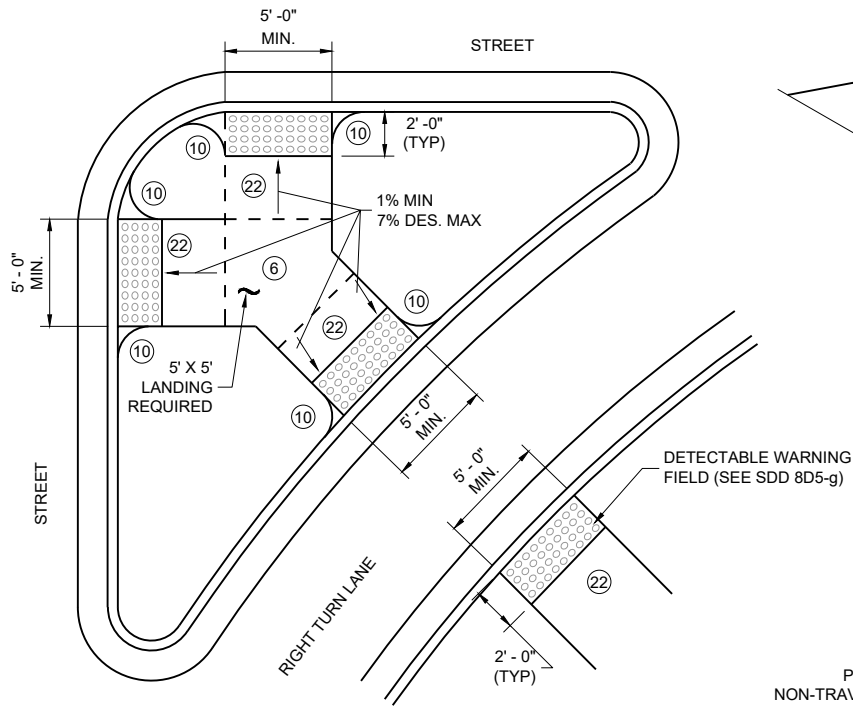 5' -0"
MIN.
STREET
10
10
2' -0"
(TYP)
10
22
1% MIN
7% DES. MAX
5' - 0"
MIN.
22
6
10
22
10
5' X 5'
LANDING
REQUIRED
10
5' - 0"
MIN.
STREET
5' - 0"
MIN.
DETECTABLE WARNING
FIELD (SEE SDD 8D5-g)
22
RIGHT TURN LANE
2' - 0"
(TYP)
P
NON-TRAV